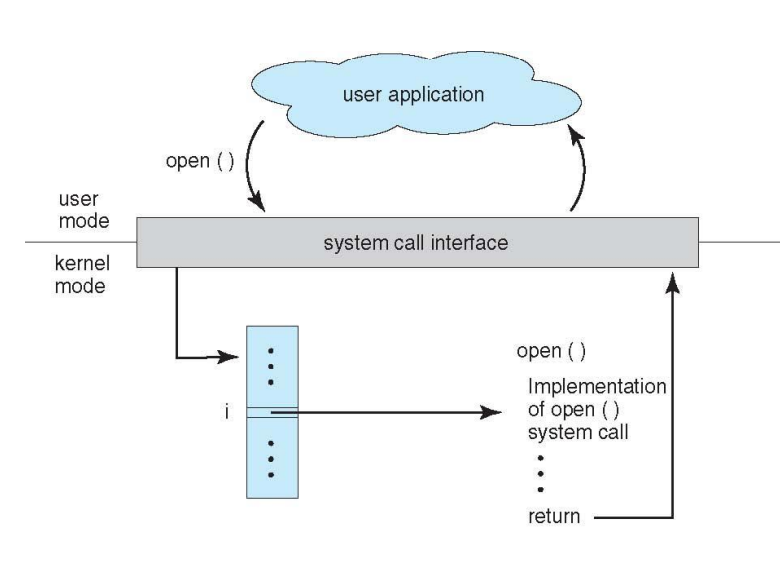 user application
open ( )
user
mode
system call interface
kernel
mode
open ( )
Implementation
of open ( )
system call
i
return